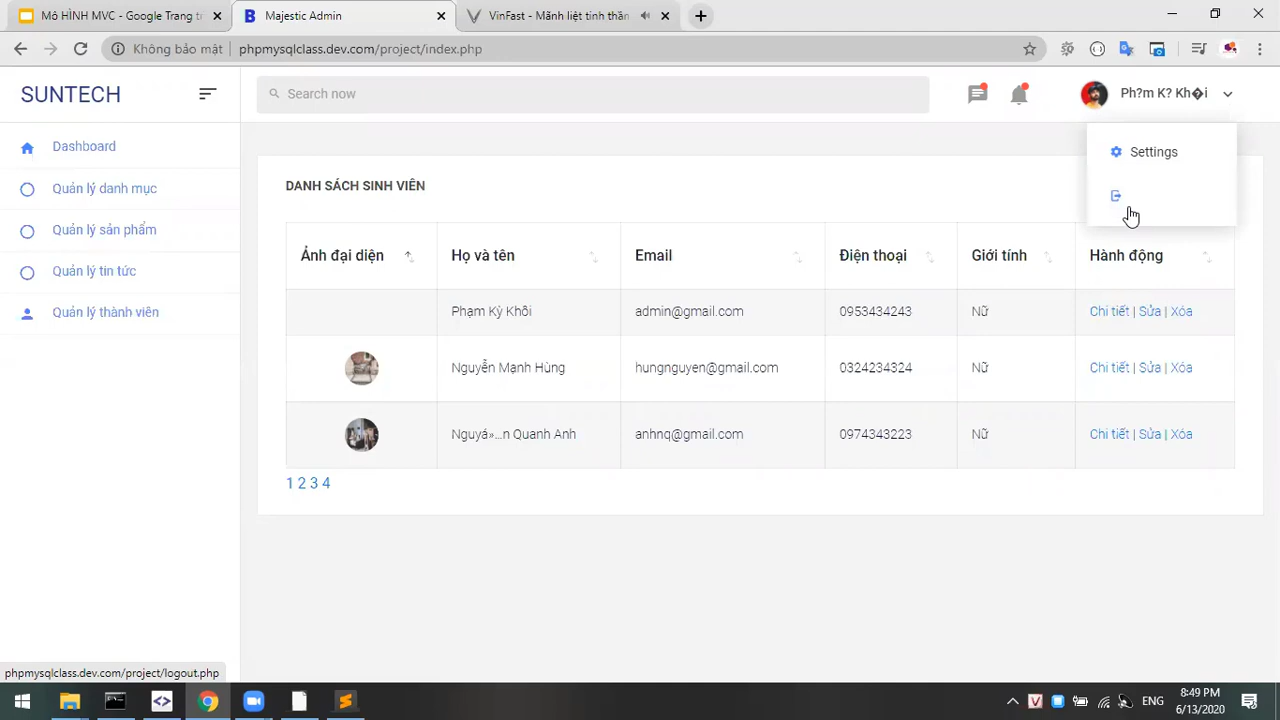 Mô HÌNH MVC - Google Trang t
Majestic Admin
VinFast - Mãnh liệt tinh thần
Không bảo mật
phpmysqlclass.dev.com/project/index.php
SUNTECH
Search now
Ph?m K? Kh�i
Settings
Dashboard
Quản lý danh mục
Quản lý sản phẩm
Quản lý tin tức
Quản lý thành viên
DANH SÁCH SINH VIÊN
Ảnh đại diện Họ và tên Email Điện thoại Giới tính Hành động
Phạm Kỳ Khôi admin@gmail.com 0953434243 Nữ Chi tiết | Sửa | Xóa
Nguyễn Mạnh Hùng hungnguyen@gmail.com 0324234324 Nữ Chi tiết | Sửa | Xóa
Nguyá»…n Quanh Anh anhnq@gmail.com 0974343223 Nữ Chi tiết | Sửa | Xóa
1 2 3 4
phpmysqlclass.dev.com/project/logout.php
ENG
8:49 PM
6/13/2020